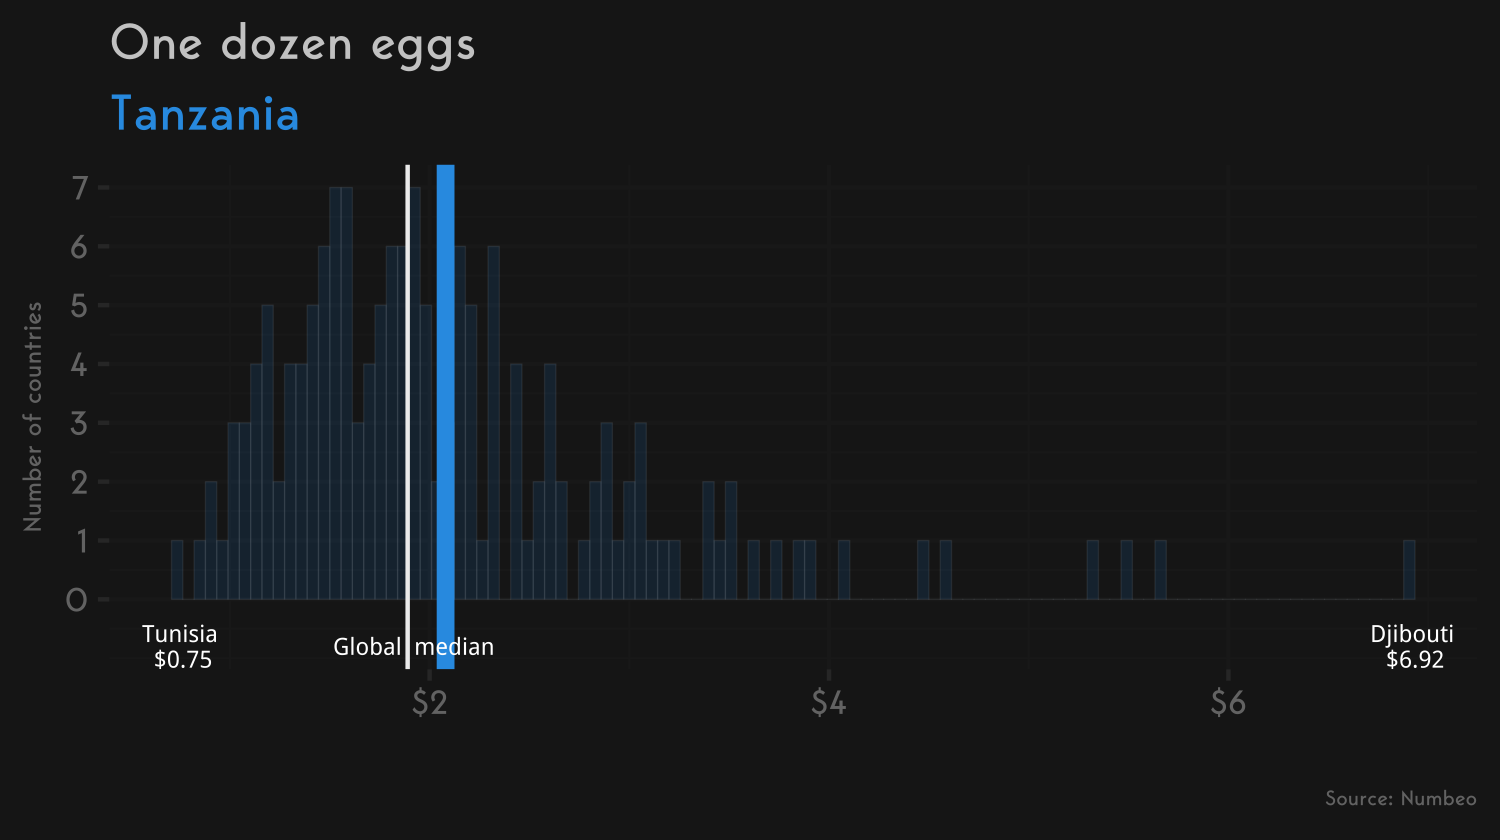 One dozen eggs
Tanzania
Number of countries
7
6
5
4
3
2
1
0
Tunisia
$0.75
Global median
Djibouti
$6.92
$2
$4
$6
Source: Numbeo